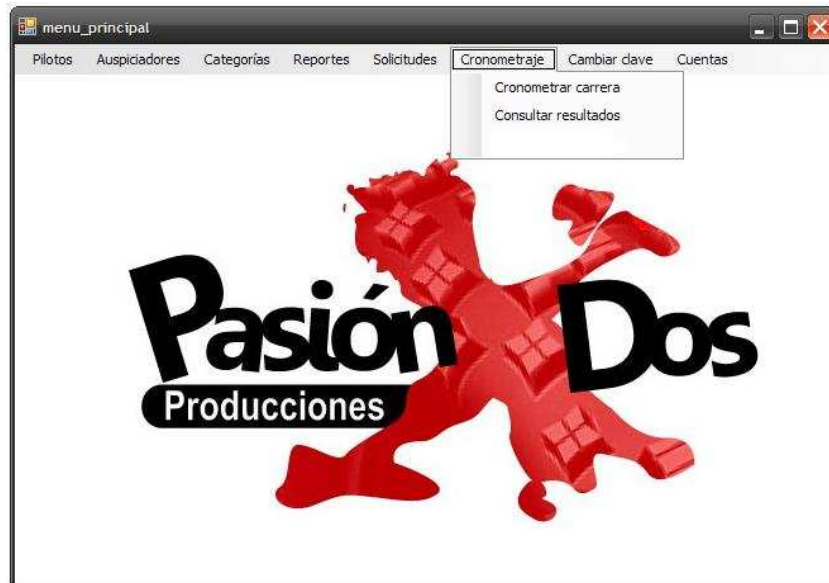 menu_principal
Pilotos Auspiciadores Categorías Reportes Solicitudes Cronometraje Cambiar clave Cuentas
Cronometrar carrera
Consultar resultados
Pasión Dos
Producciones